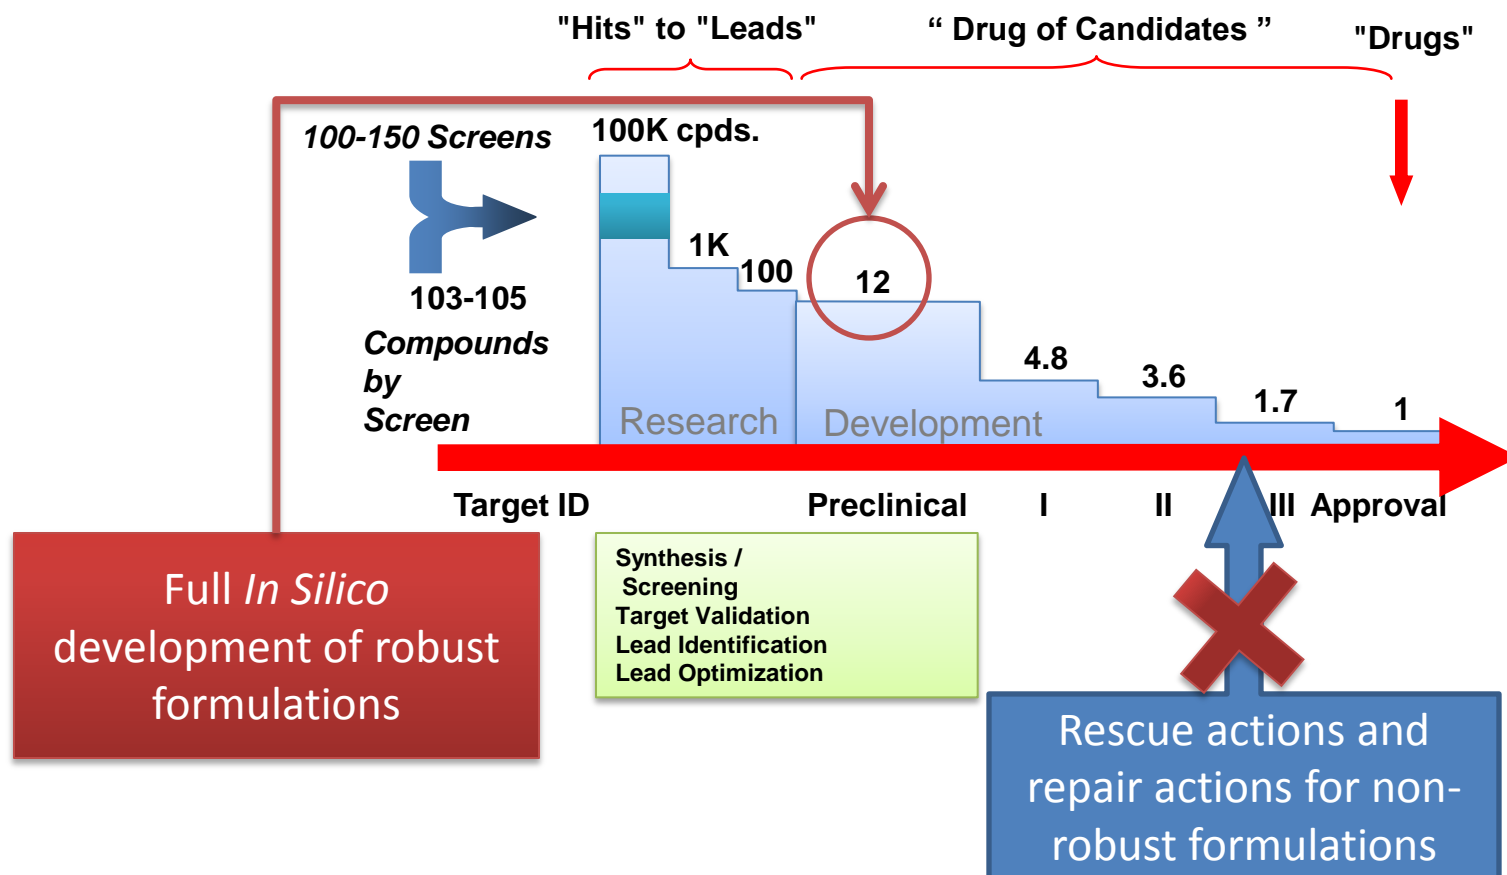 "Hits" to "Leads"
“ Drug of Candidates ”
"Drugs"
100-150 Screens
100K cpds.
103-105
Compounds
by
Screen
1K
100
12
4.8
3.6
1.7
1
Research
Development
Target ID
Preclinical
I
II
III
Approval
Full In Silico
development of robust
formulations
Synthesis /
Screening
Target Validation
Lead Identification
Lead Optimization
Rescue actions and
repair actions for non-
robust formulations